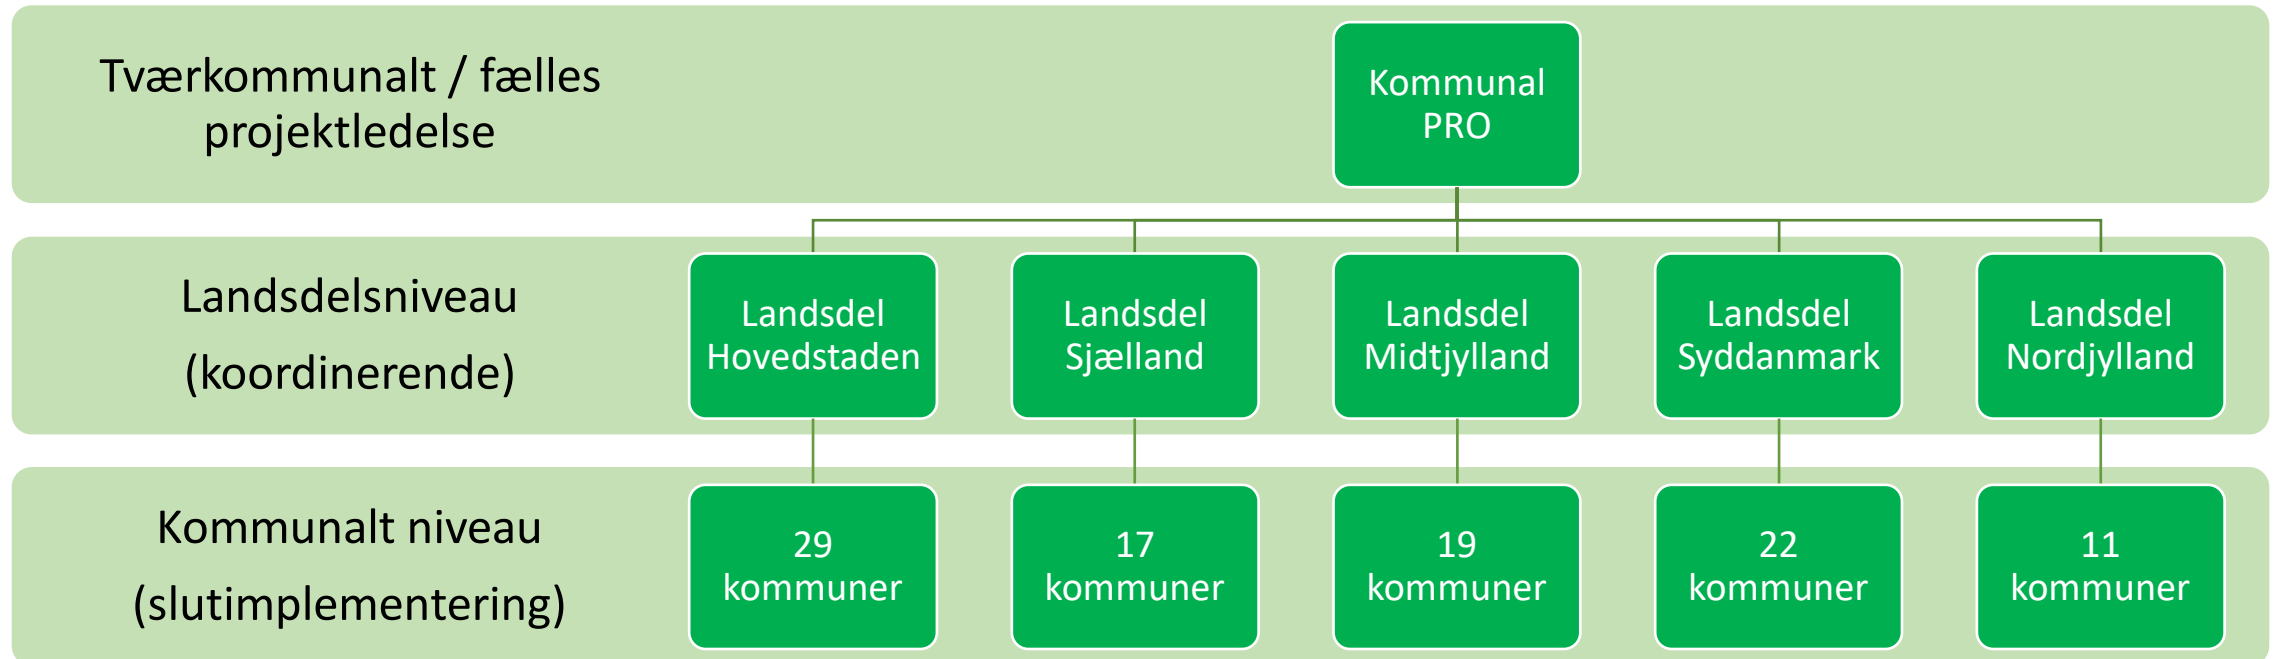 Tværkommunalt / fælles
projektledelse
Kommunal
PRO
Landsdelsniveau
(koordinerende)
Landsdel
Hovedstaden
Landsdel
Sjælland
Landsdel
Midtjylland
Landsdel
Syddanmark
Landsdel
Nordjylland
Kommunalt niveau
(slutimplementering)
29
kommuner
17
kommuner
19
kommuner
22
kommuner
11
kommuner